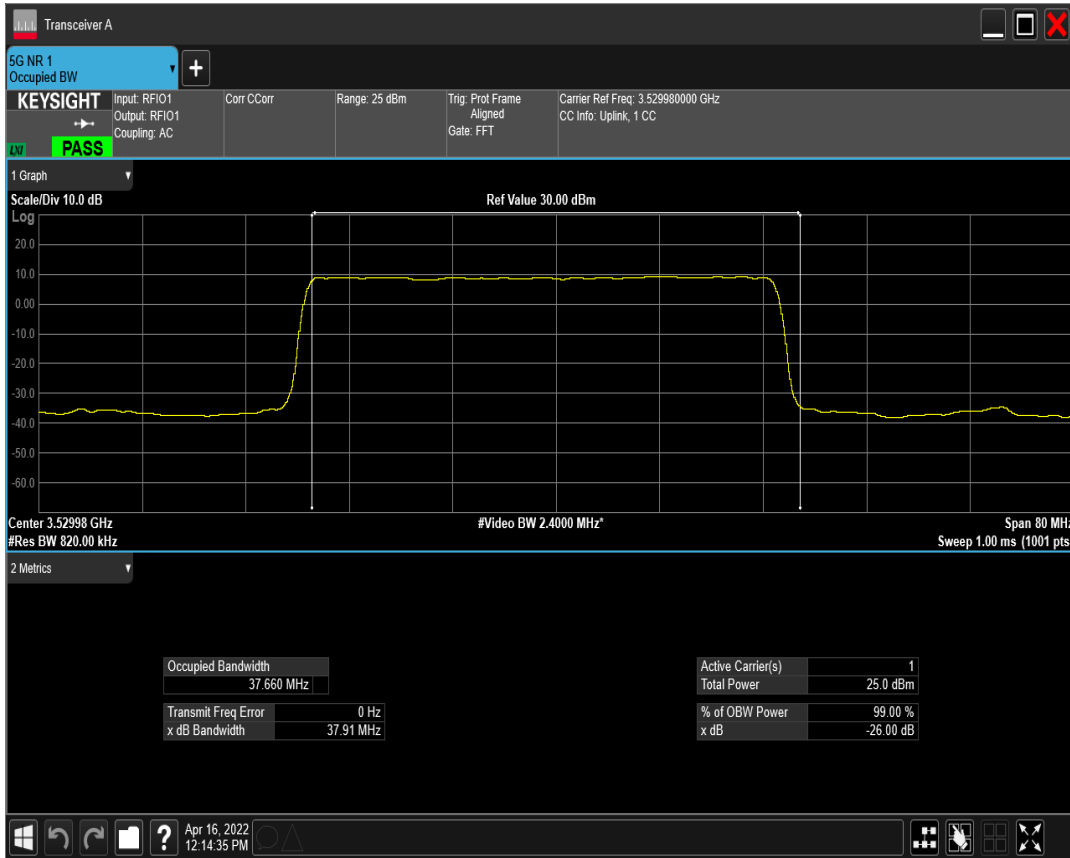 Transceiver A
5G NR 1
Occupied BW
+
KEYSIGHT
Input: RFIO1
Output: RFIO1
Coupling: AC
Corr CCorr
Range: 25 dBm
Trig: Prot Frame
Aligned
Gate: FFT
Carrier Ref Freq: 3.529980000 GHz
CC Info: Uplink, 1 CC
LXI
PASS
1 Graph
Scale/Div 10.0 dB
Ref Value 30.00 dBm
Log
20.0
10.0
0.00
-10.0
-20.0
-30.0
-40.0
-50.0
-60.0
Center 3.52998 GHz
#Video BW 2.4000 MHz*
Span 80 MHz
#Res BW 820.00 kHz
Sweep 1.00 ms (1001 pts
2 Metrics
Occupied Bandwidth
37.660 MHz
Transmit Freq Error 0 Hz
x dB Bandwidth 37.91 MHz
Active Carrier(s) 1
Total Power 25.0 dBm
% of OBW Power 99.00 %
x dB -26.00 dB
?
Apr 16, 2022
12:14:35 PM